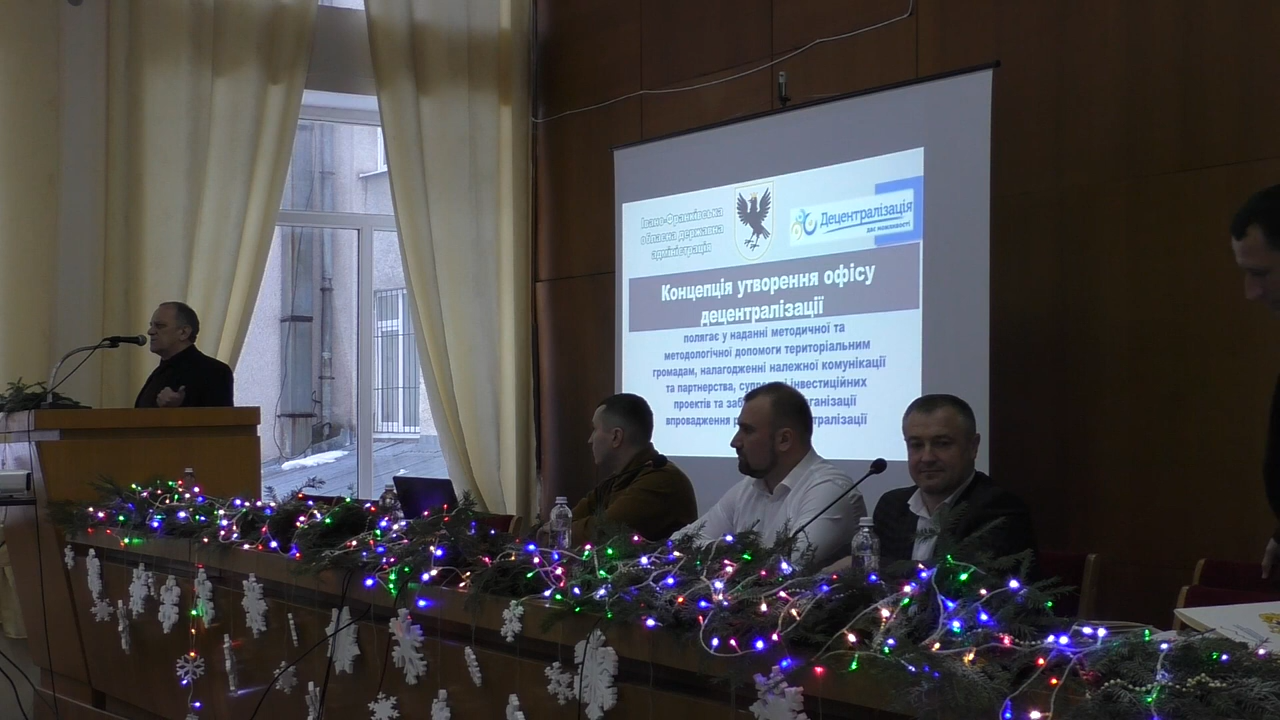 Івано-Франківська
обласна державна
адміністрація
Децентралізація
дає можливості
Концепція утворення офісу
децентралізації
полягає у наданні методичної та
методологічної допомоги територіальним
громадам, налагодженні належної комунікації
та партнерства, інвестиційних
проектів та
впровадження